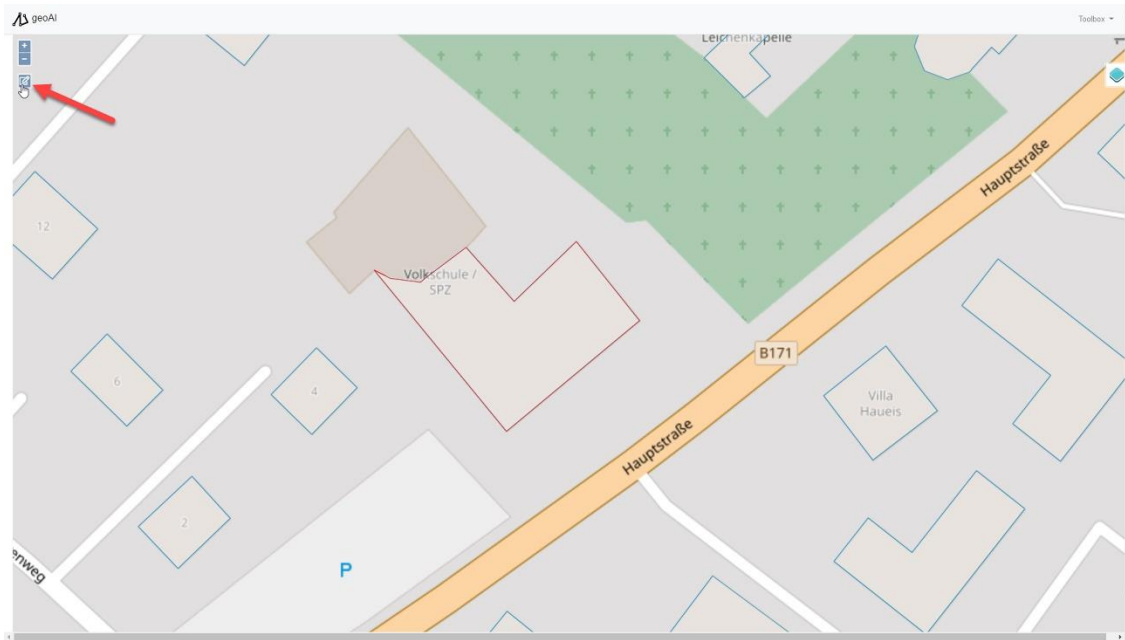 geoAI
Toolbox
+
−
Leichenkapelle
Hauptstraße
12
Volkschule /
SPZ
B171
6
4
Villa
Haueis
Hauptstraße
2
enweg
P